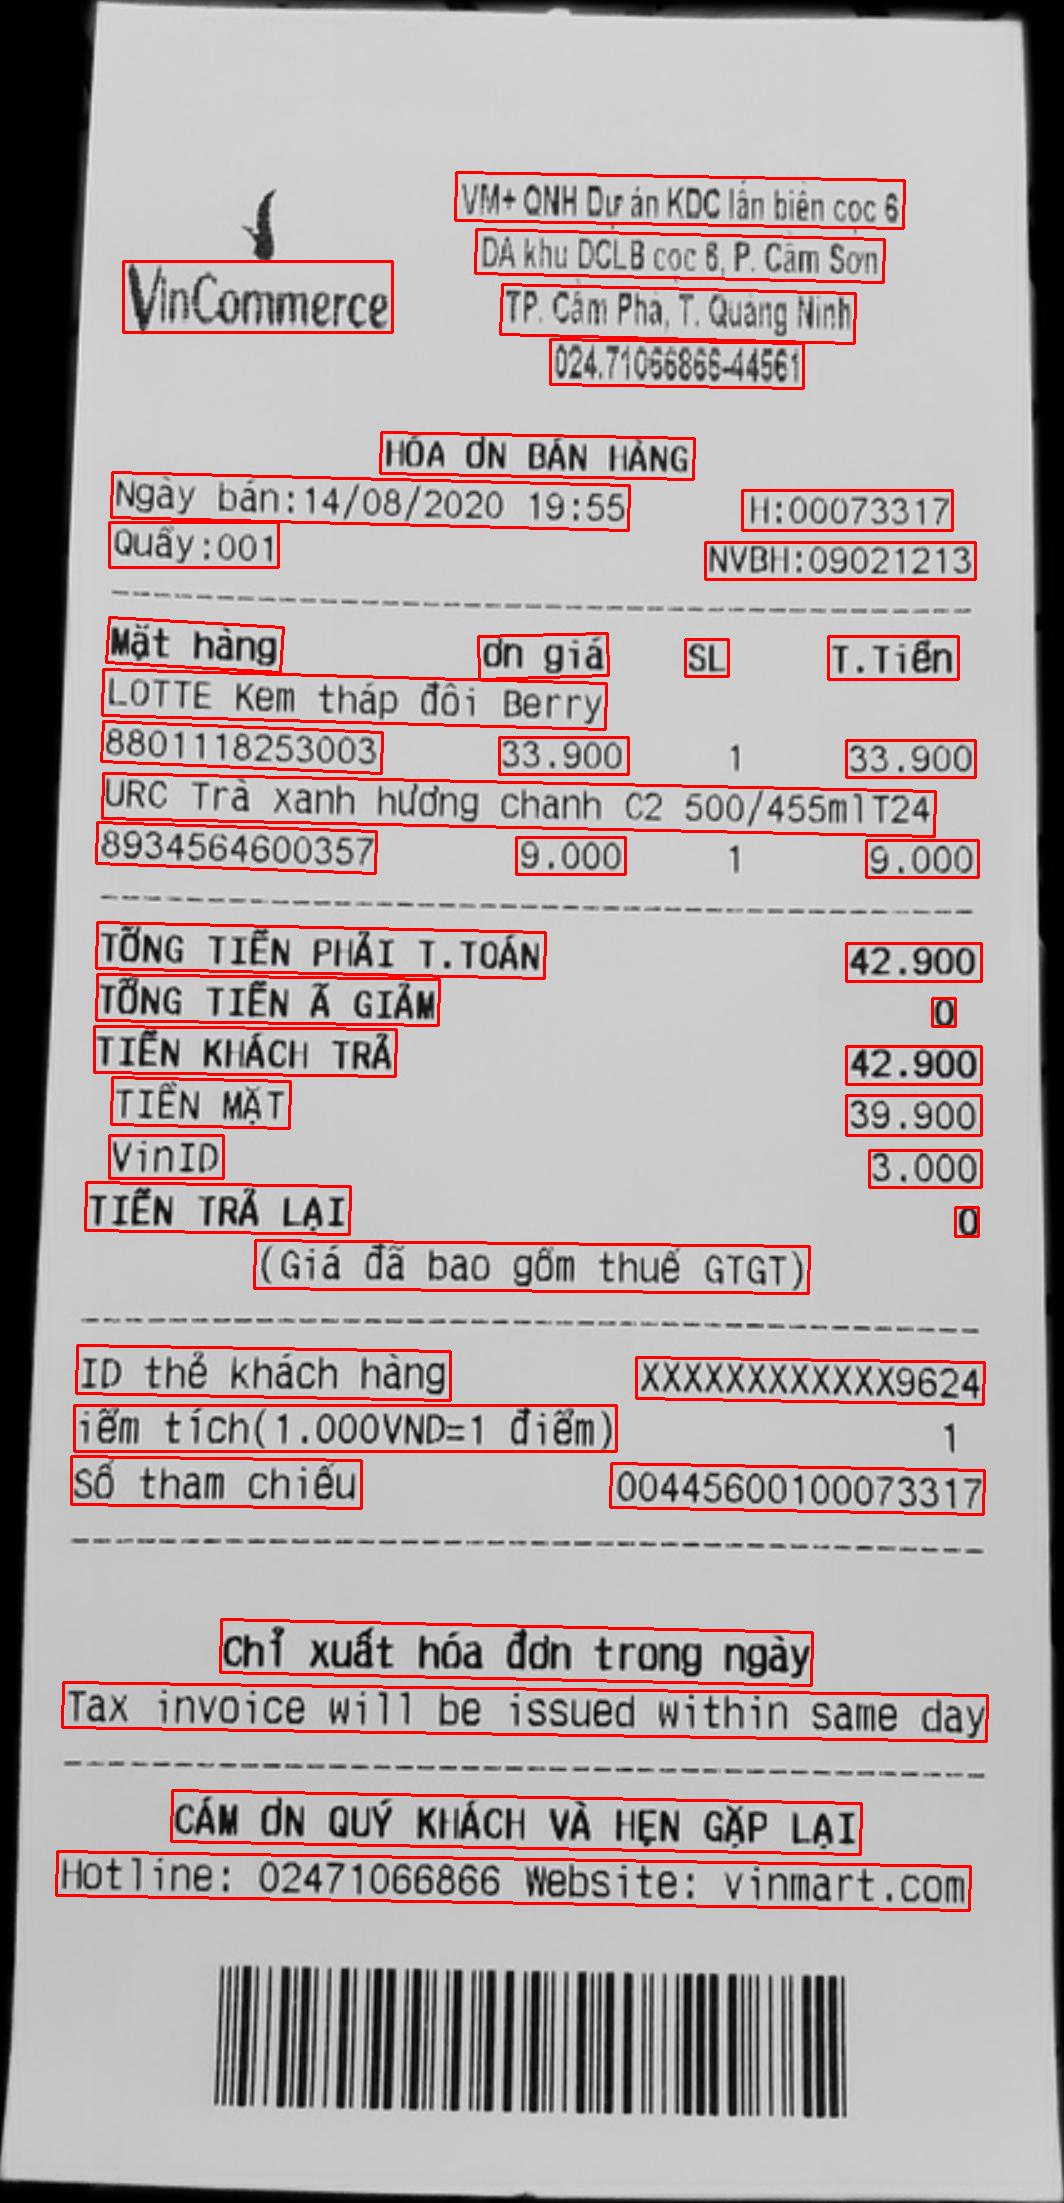 VinCommerce
VM+ QNH Dự án KDC lấn biển cọc 6
DA khu DCLB cọc 6, P. Cẩm Sơn
TP. Cẩm Phả, T. Quảng Ninh
024.71066866-44561
HÓA ƠN BÁN HÀNG
Ngày bán:14/08/2020 19:55 H:00073317
Quầy:001 NVBH:09021213
Mặt hàng ơn giá SL T.Tiền
LOTTE Kem tháp đôi Berry
8801118253003 33.900 1 33.900
URC Trà xanh hương chanh C2 500/455mlT24
8934564600357 9.000 1 9.000
TỔNG TIỀN PHẢI T.TOÁN 42.900
TỔNG TIỀN Ã GIẢM 0
TIỀN KHÁCH TRẢ 42.900
TIỀN MẶT 39.900
VinID 3.000
TIỀN TRẢ LẠI 0
(Giá đã bao gồm thuế GTGT)
ID thẻ khách hàng XXXXXXXXXXXX9624
iểm tích(1.000VND=1 điểm) 1
Số tham chiếu 00445600100073317
Chỉ xuất hóa đơn trong ngày
Tax invoice will be issued within same day
CÁM ƠN QUÝ KHÁCH VÀ HẸN GẶP LẠI
Hotline: 02471066866 Website: vinmart.com